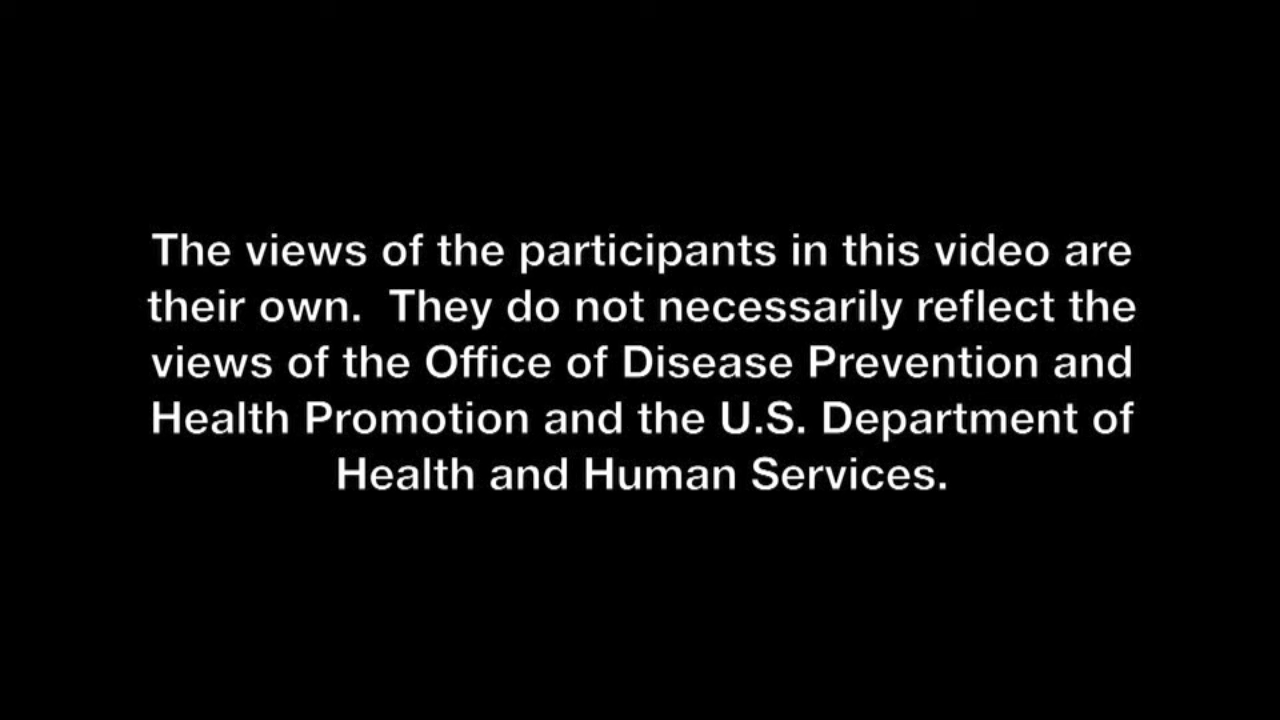 The views of the participants in this video are
their own.  They do not necessarily reflect the
views of the Office of Disease Prevention and
Health Promotion and the U.S. Department of
Health and Human Services.